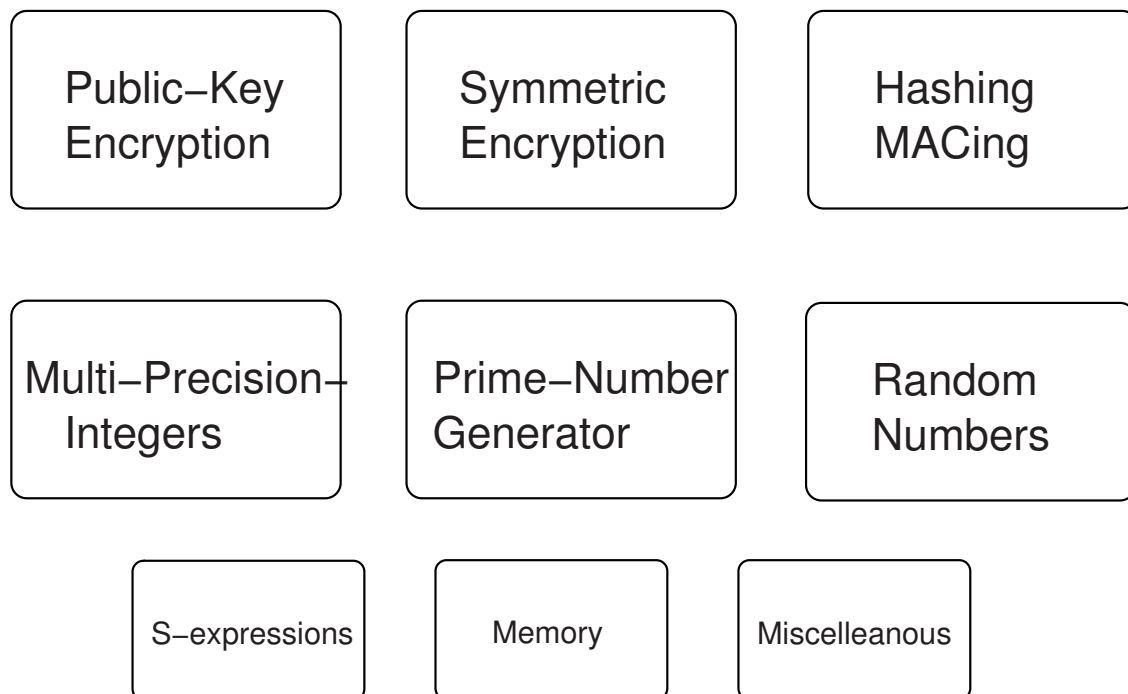 Public–Key
Encryption
Symmetric
Encryption
Hashing
MACing
Multi–Precision–
Integers
Prime–Number
Generator
Random
Numbers
S–expressions
Memory
Miscelleanous